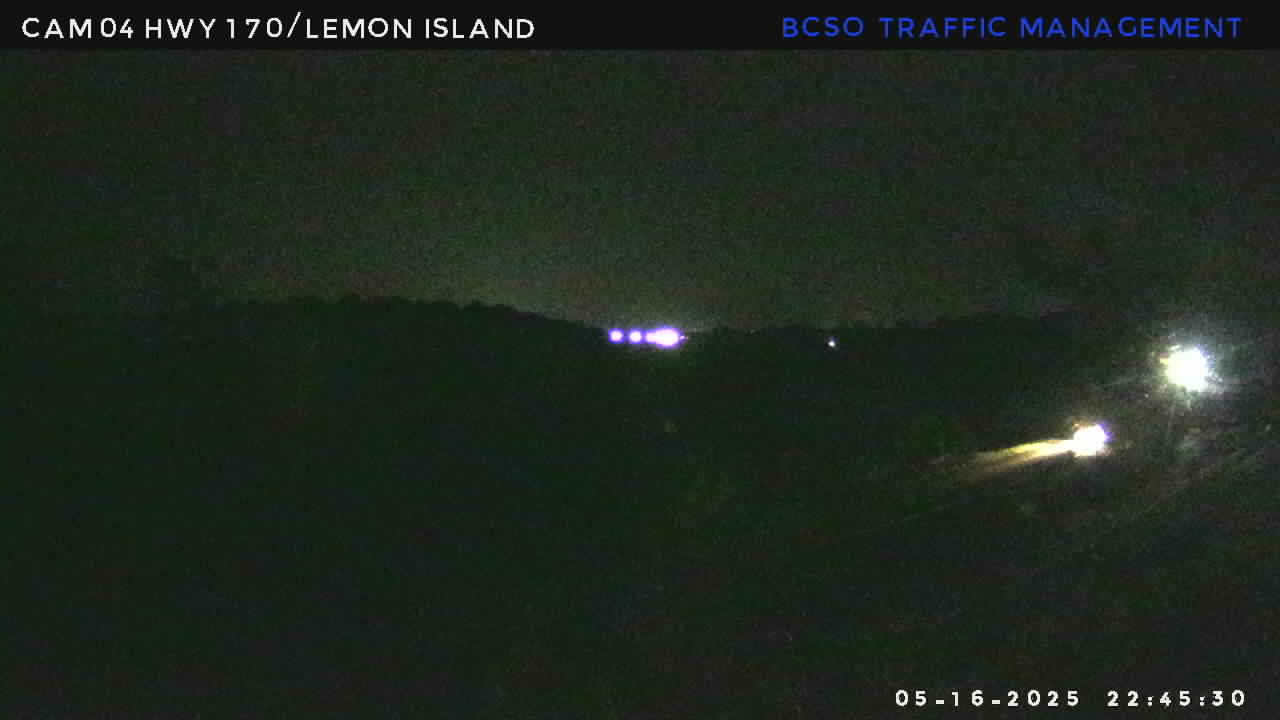 CAM04 HWY 170/LEMON ISLAND
BCSO TRAFFIC MANAGEMENT
05-16-2025 22:45:30